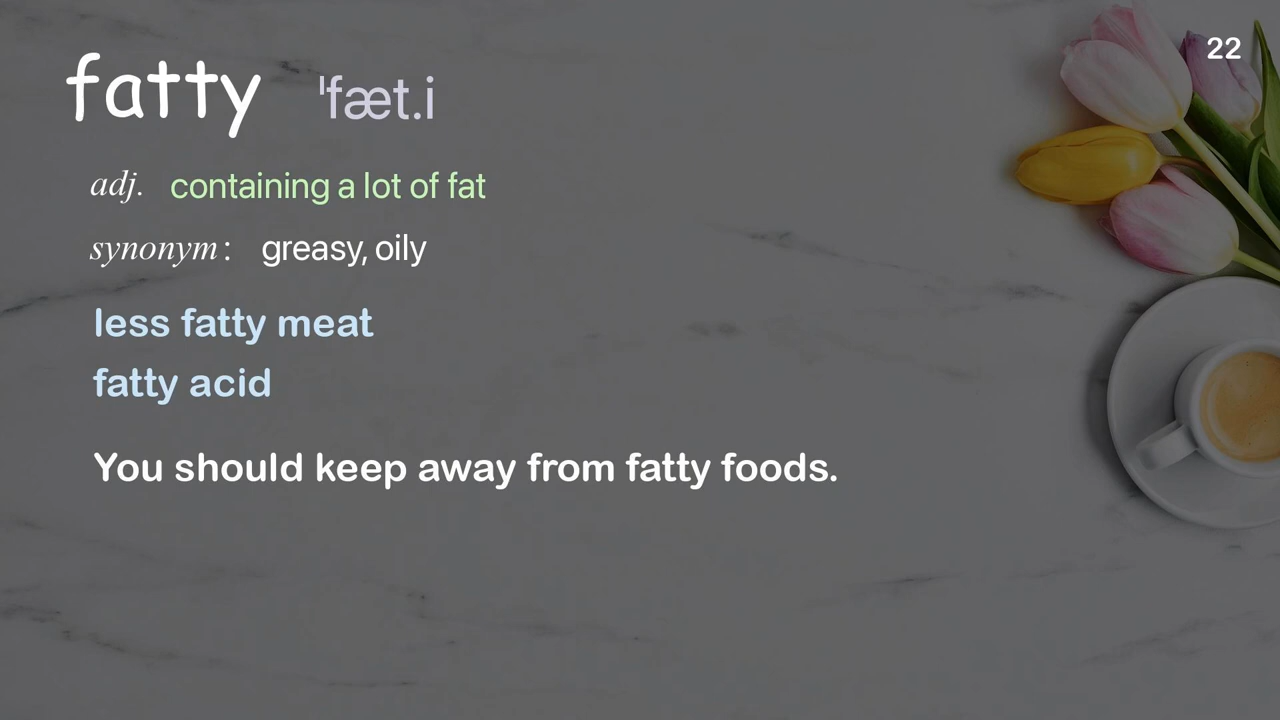 22
fatty ˈfæt.i
adj. containing a lot of fat
synonym: greasy, oily
less fatty meat
fatty acid
You should keep away from fatty foods.